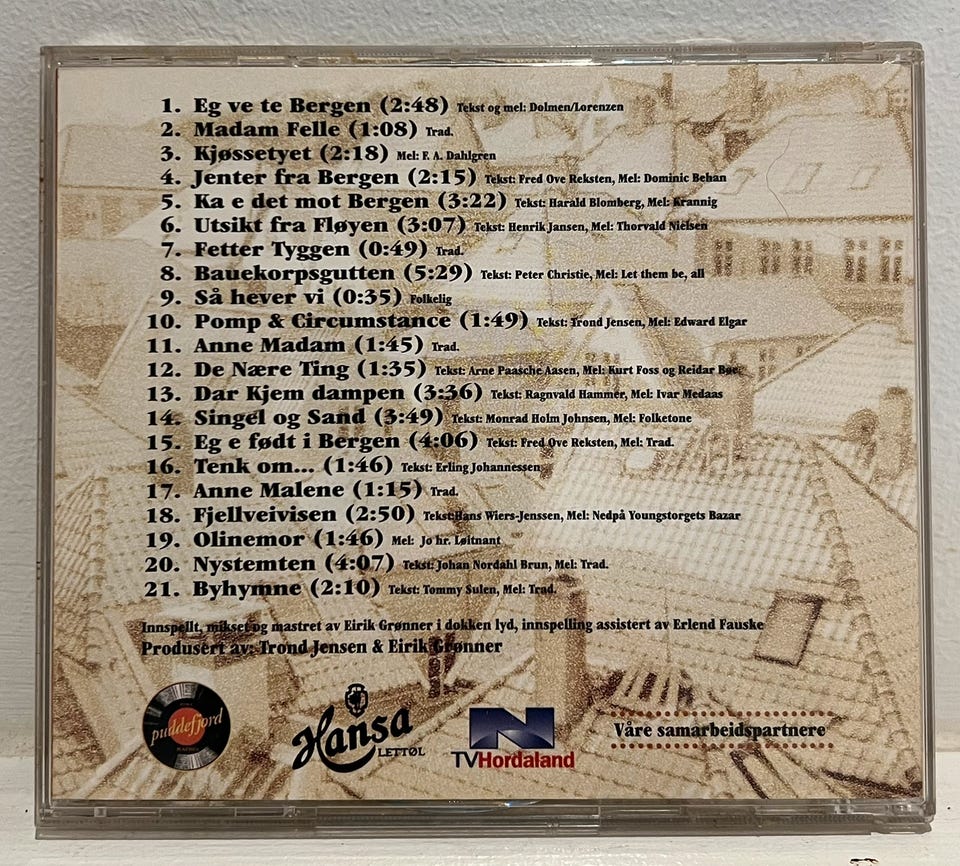 1. Eg ve te Bergen (2:48) Tekst og mel: Dolmen/Lorenzen
2. Madam Felle (1:08) Trad.
3. Kjøssetyet (2:18) Mel: F. A. Dahlgren
4. Jenter fra Bergen (2:15) Tekst: Fred Ove Reksten, Mel: Dominic Behan
5. Ka e det mot Bergen (3:22) Tekst: Harald Blomberg, Mel: Krannig
6. Utsikt fra Fløyen (3:07) Tekst: Henrik Jansen, Mel: Thorvald Nielsen
7. Fetter Tyggen (0:49) Trad.
8. Bauekorpsgutten (5:29) Tekst: Peter Christie, Mel: Let them be, all
9. Så hever vi (0:35) Folkelig
10. Pomp & Circumstance (1:49) Tekst: Trond Jensen, Mel: Edward Elgar
11. Anne Madam (1:45) Trad.
12. De Nære Ting (1:35) Tekst: Arne Paasche Aasen, Mel: Kurt Foss og Reidar Bøe
13. Dar Kjem dampen (3:36) Tekst: Ragnvald Hammer, Mel: Ivar Medaas
14. Singel og Sand (3:49) Tekst: Monrad Holm Johnsen, Mel: Folketone
15. Eg e født i Bergen (4:06) Tekst: Fred Ove Reksten, Mel: Trad.
16. Tenk om... (1:46) Tekst: Erling Johannessen
17. Anne Malene (1:15) Trad.
18. Fjellveivisen (2:50) Tekst:Hans Wiers-Jenssen, Mel: Nedpå Youngstorgets Bazar
19. Olinemor (1:46) Mel: Jo hr. Løitnant
20. Nystemten (4:07) Tekst: Johan Nordahl Brun, Mel: Trad.
21. Byhymne (2:10) Tekst: Tommy Sulen, Mel: Trad.
Innspellt, mikset og mastret av Eirik Grønner i dokken lyd, innspelling assistert av Erlend Fauske
Produsert av: Trond Jensen & Eirik Grønner
puddefjord
Hansa
LETTØL
N
TVHordaland
Våre samarbeidspartnere